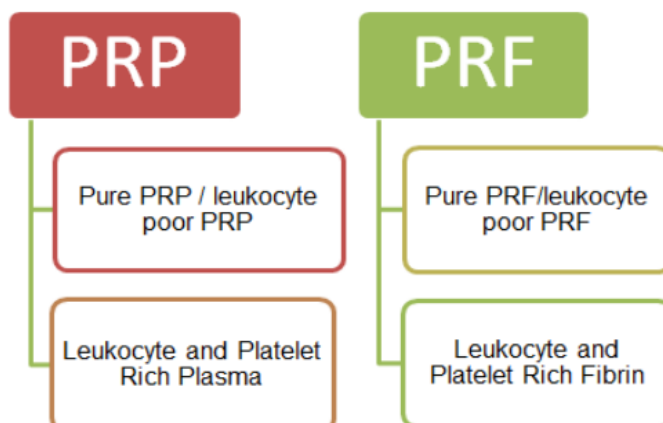 PRP
Pure PRP / leukocyte
poor PRP
Leukocyte and Platelet
Rich Plasma
PRF
Pure PRF/leukocyte
poor PRF
Leukocyte and
Platelet Rich Fibrin